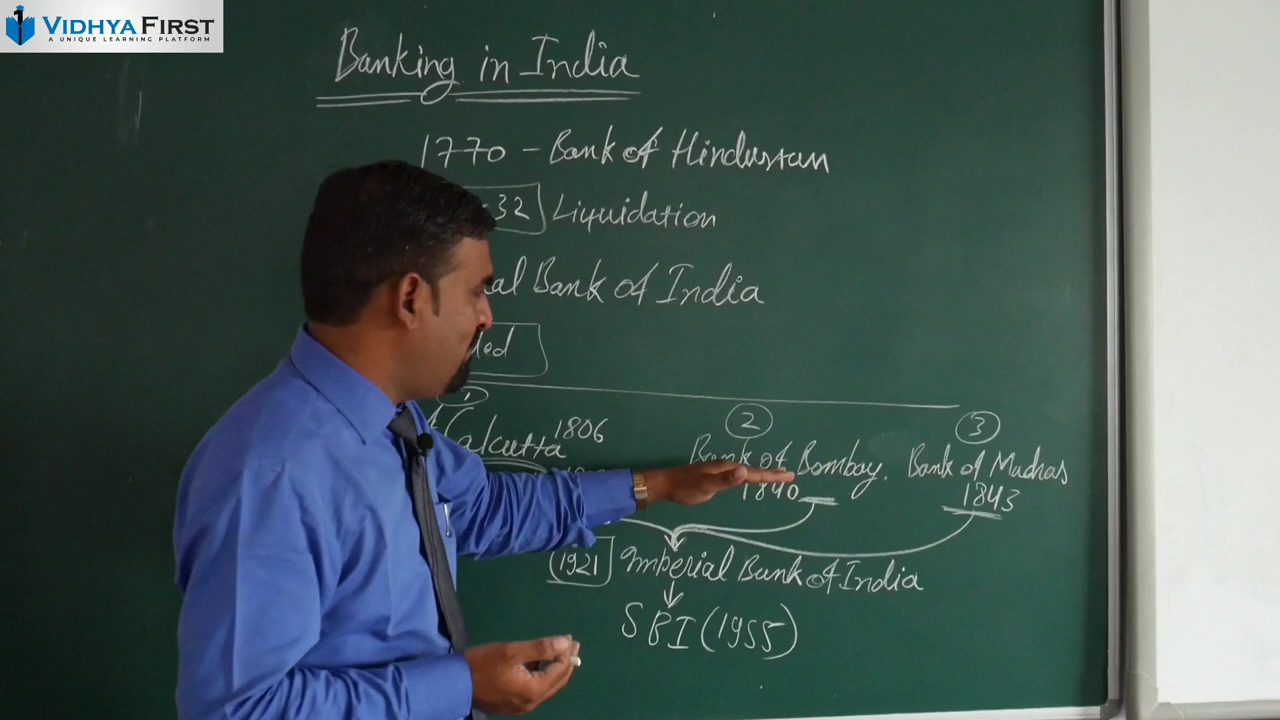 VIDHYA FIRST
A UNIQUE LEARNING PLATFORM
Banking in India
1770 – Bank of Hindustan
32 Liquidation
al Bank of India
ded
1 2 3
Calcutta 1806 Bank of Bombay. Bank of Madras
1840 1843
1921 Imperial Bank of India
SBI (1955)